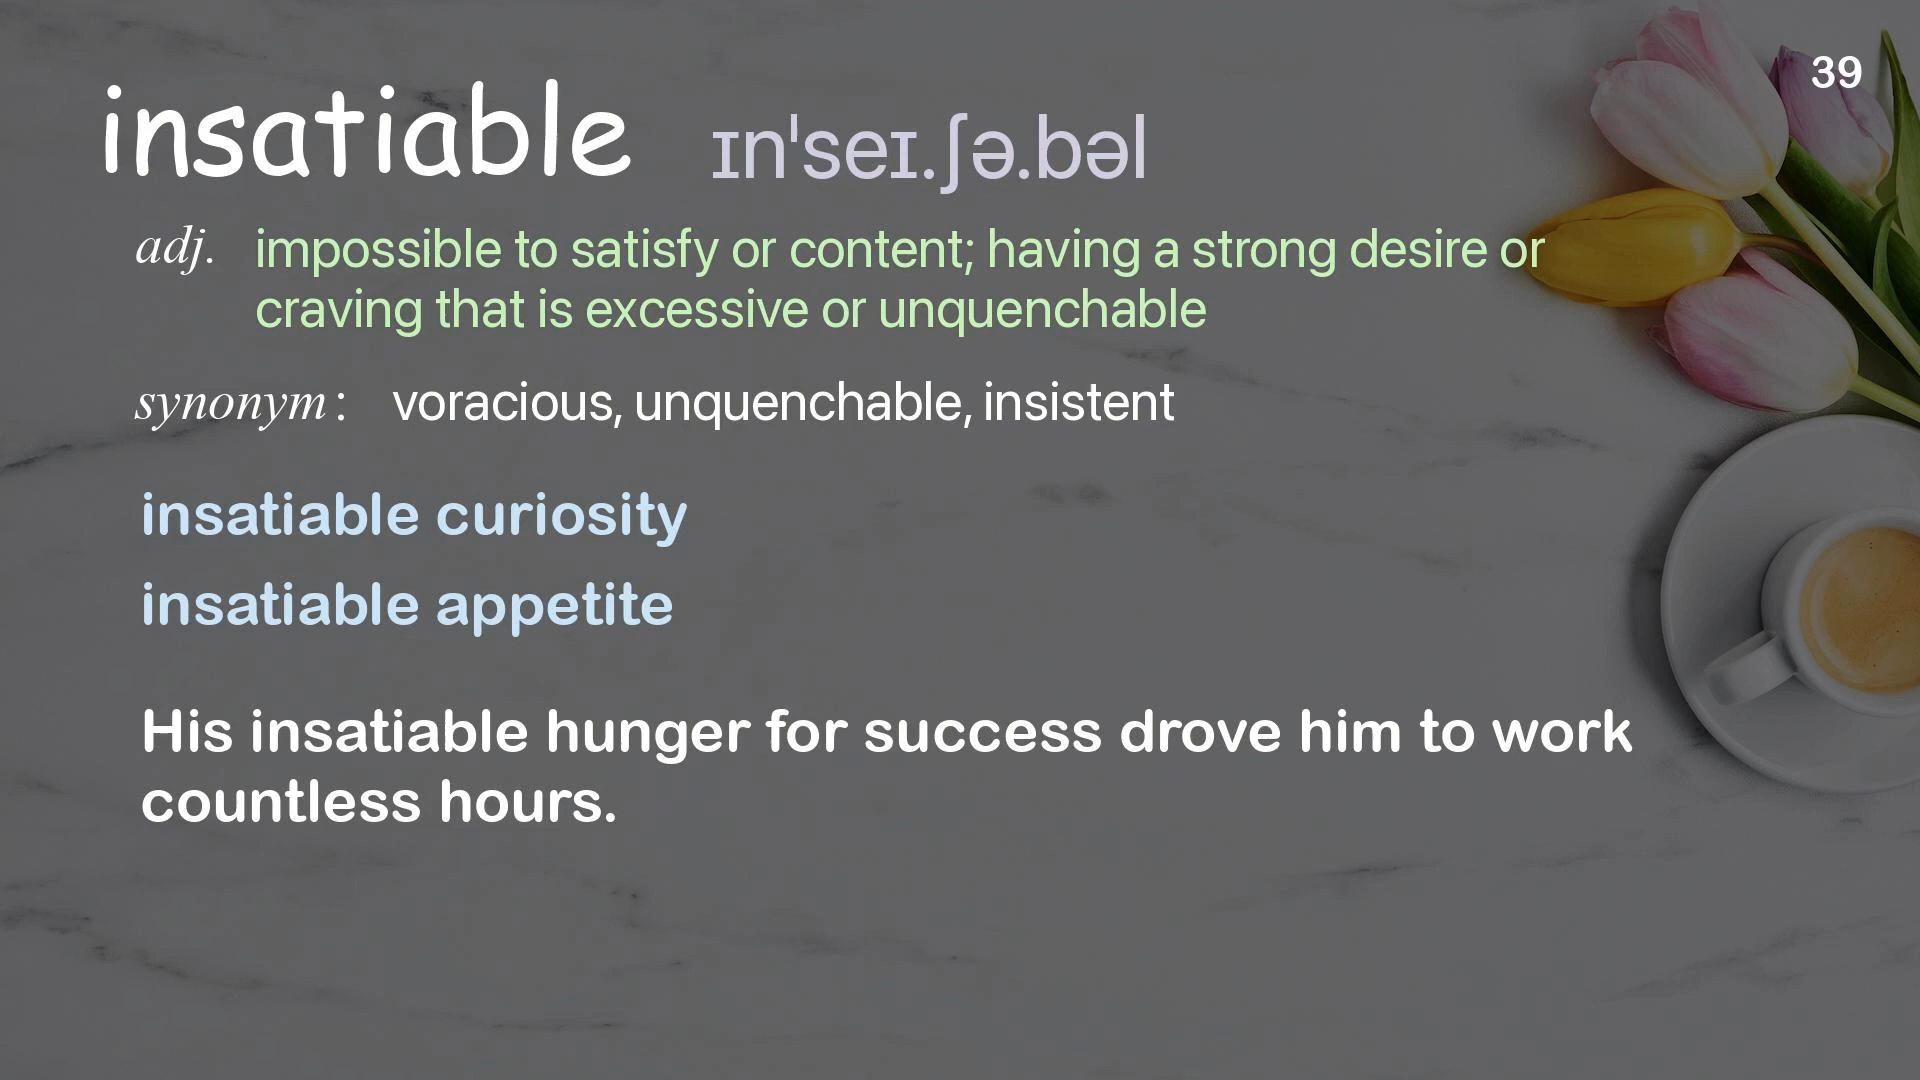 39
insatiable ɪnˈseɪ.ʃə.bəl
adj. impossible to satisfy or content; having a strong desire or
craving that is excessive or unquenchable
synonym: voracious, unquenchable, insistent
insatiable curiosity
insatiable appetite
His insatiable hunger for success drove him to work
countless hours.